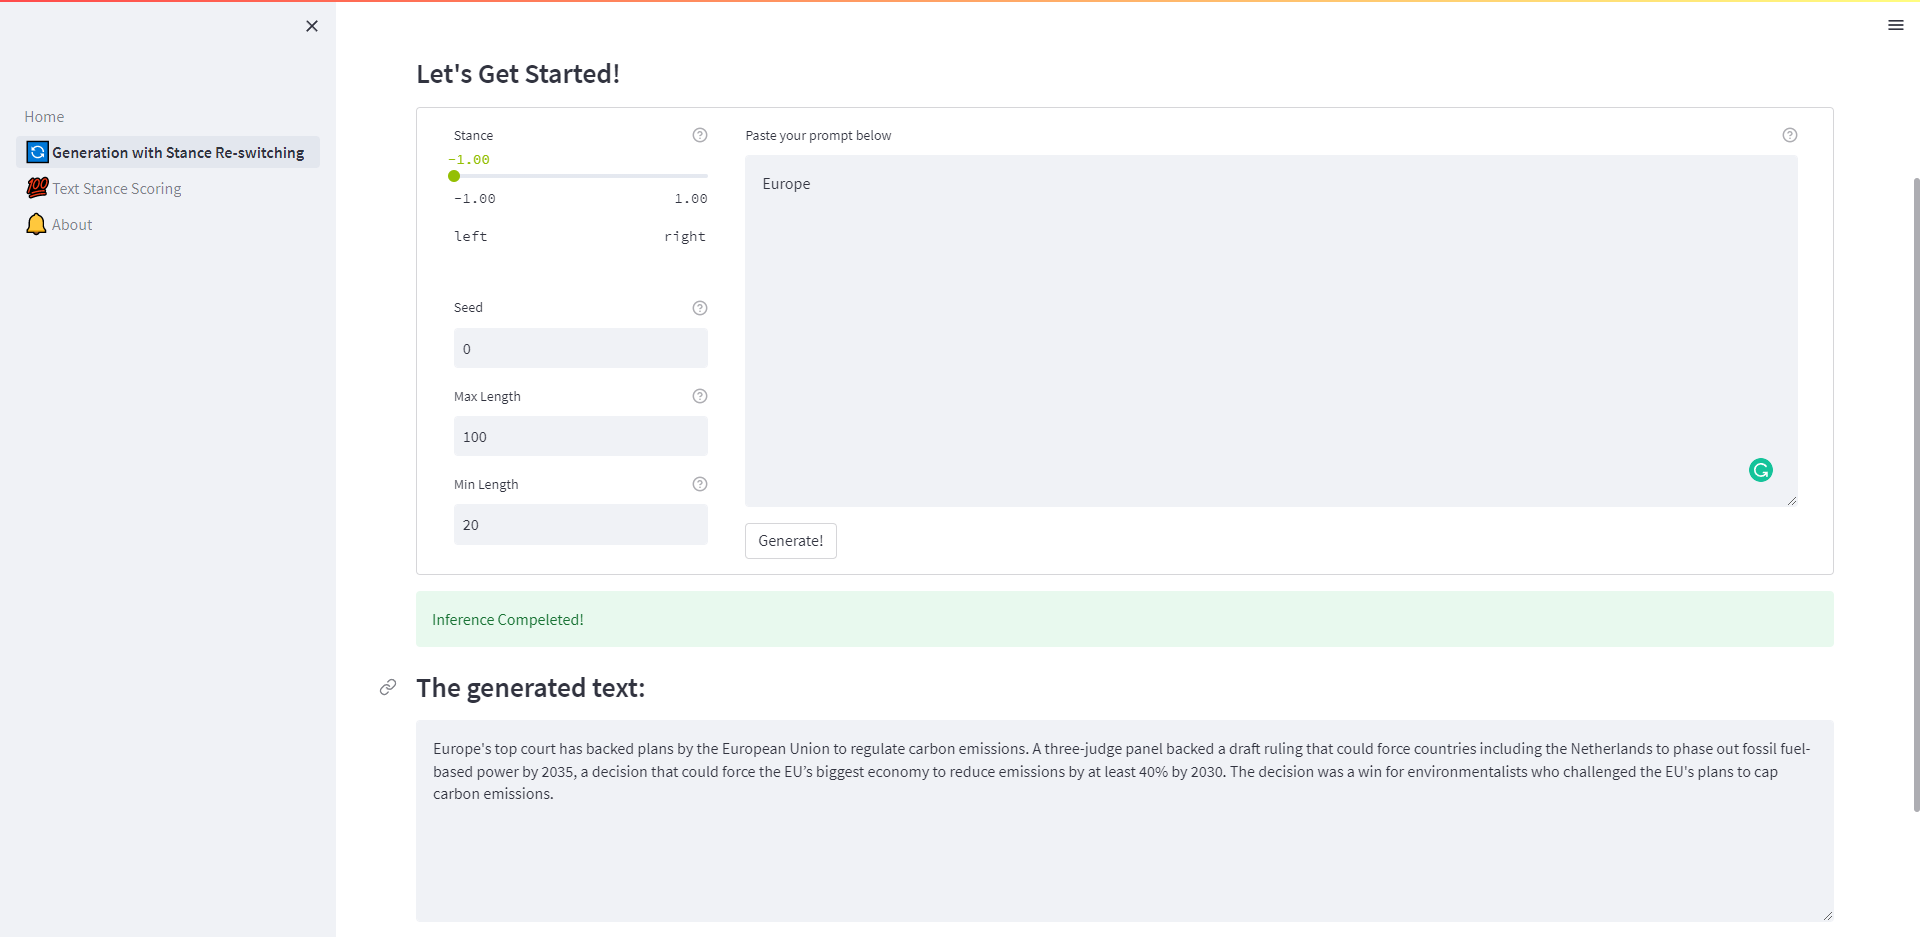 Home
Generation with Stance Re-switching
💯 Text Stance Scoring
About
Let's Get Started!
Stance
-1.00
-1.00 1.00
left right
Seed
0
Max Length
100
Min Length
20
Paste your prompt below
Europe
Generate!
Inference Compeleted!
The generated text:
Europe's top court has backed plans by the European Union to regulate carbon emissions. A three-judge panel backed a draft ruling that could force countries including the Netherlands to phase out fossil fuel-
based power by 2035, a decision that could force the EU’s biggest economy to reduce emissions by at least 40% by 2030. The decision was a win for environmentalists who challenged the EU's plans to cap
carbon emissions.